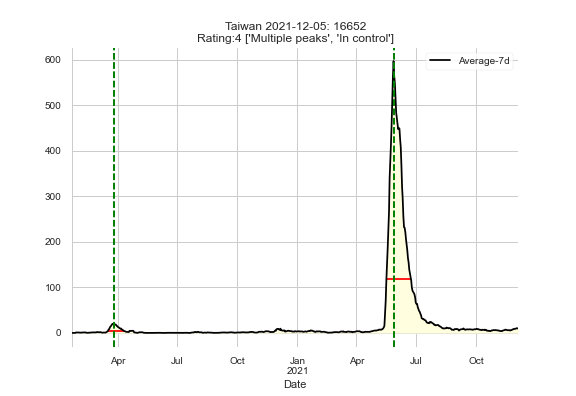 Taiwan 2021-12-05: 16652
Rating:4 ['Multiple peaks', 'In control']
Average-7d
600
500
400
300
200
100
0
Apr Jul Oct Jan Apr Jul Oct
2021
Date